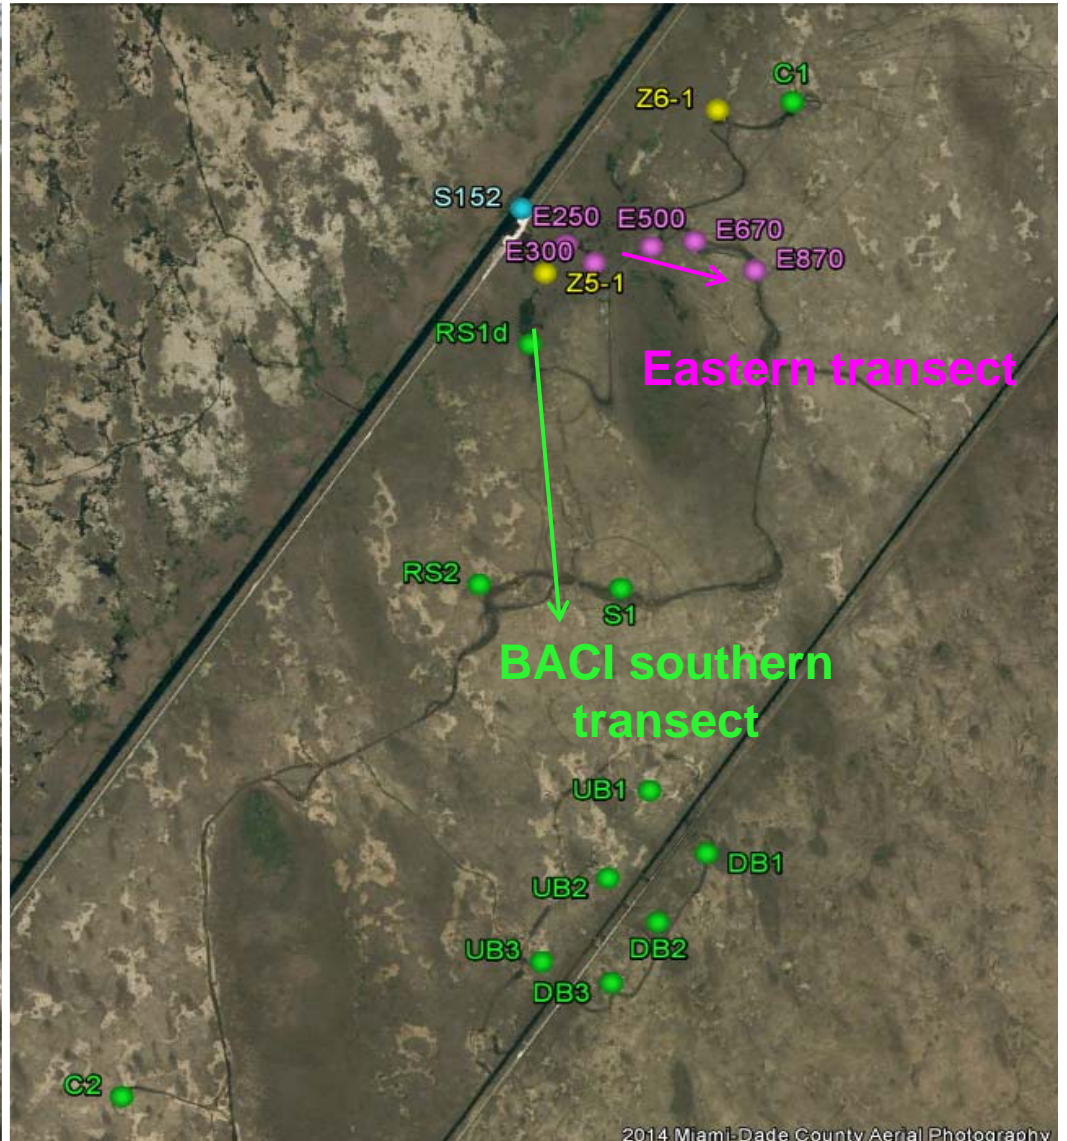 C1
Z6-1
S152
E250
E500
E670
E300
E870
Z5-1
RS1d
Eastern transect
RS2
S1
BACI southern
transect
UB1
DB1
UB2
DB2
UB3
DB3
C2
2014 Miami-Dade County Aerial Photography